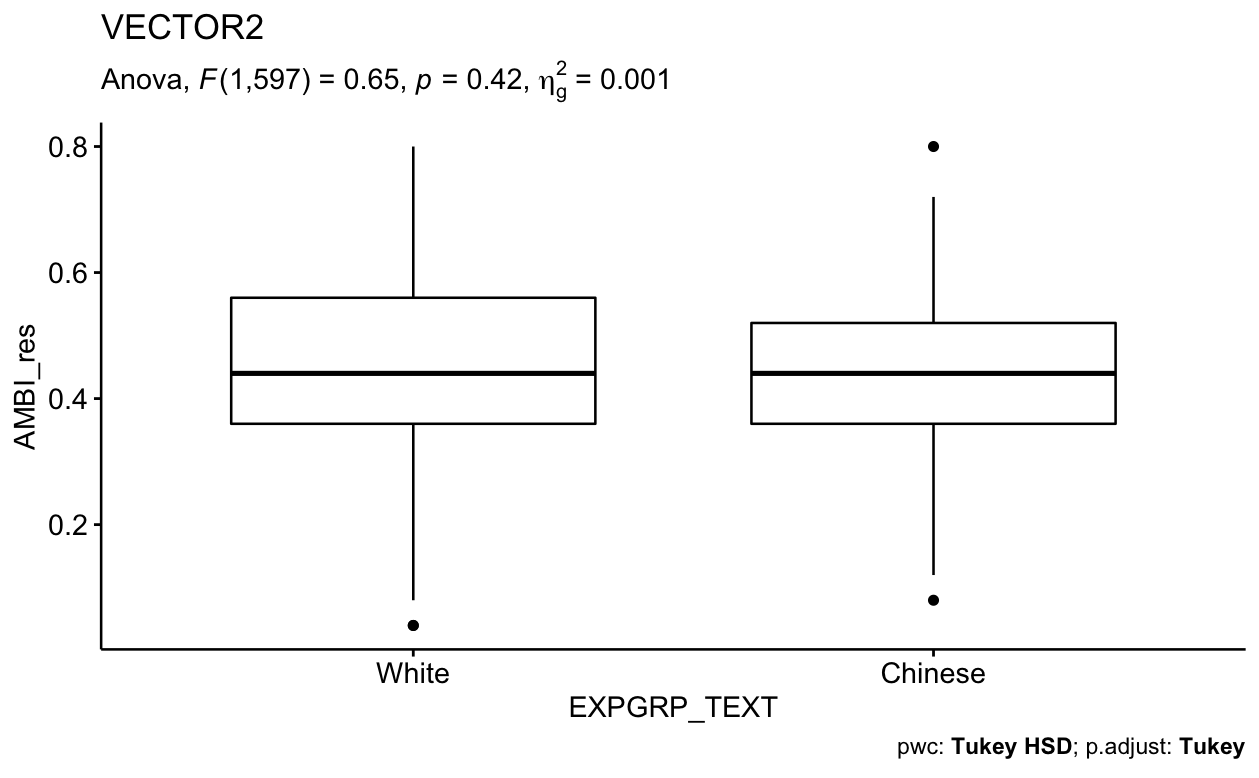 VECTOR2
Anova, F(1,597) = 0.65, p = 0.42, η²g = 0.001
0.8
0.6
0.4
0.2
AMBI_res
White Chinese
EXPGRP_TEXT
pwc: Tukey HSD; p.adjust: Tukey